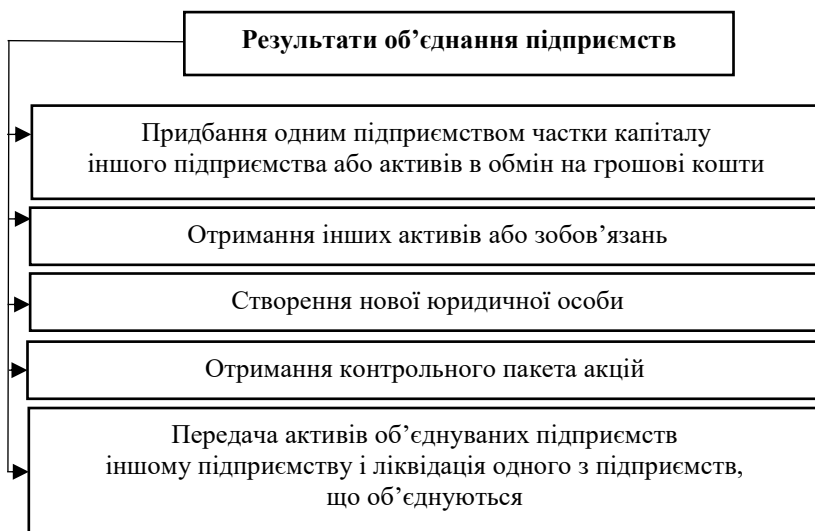 Результати об’єднання підприємств
Придбання одним підприємством частки капіталу
іншого підприємства або активів в обмін на грошові кошти
Отримання інших активів або зобов’язань
Створення нової юридичної особи
Отримання контрольного пакета акцій
Передача активів об’єднуваних підприємств
іншому підприємству і ліквідація одного з підприємств,
що об’єднуються